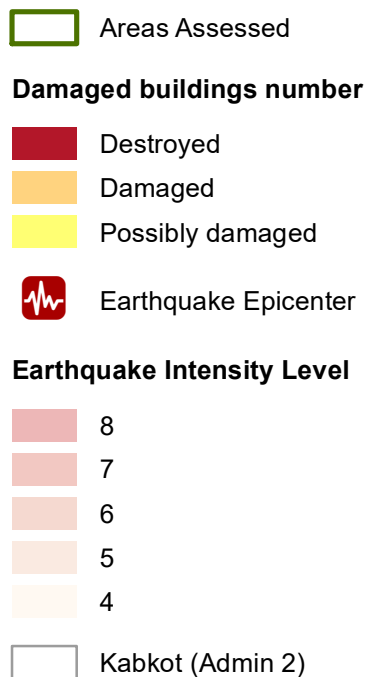 Areas Assessed
Damaged buildings number
Destroyed
Damaged
Possibly damaged
Earthquake Epicenter
Earthquake Intensity Level
8
7
6
5
4
Kabkot (Admin 2)